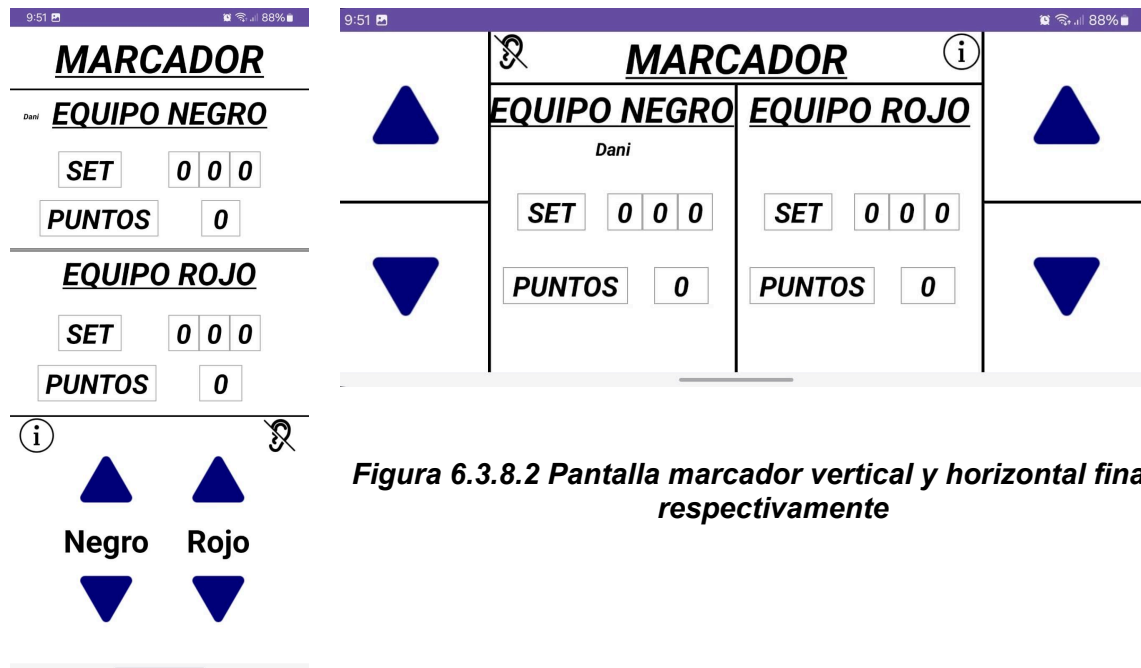 9:51 88%
MARCADOR
Dani EQUIPO NEGRO
SET 0 0 0
PUNTOS 0
EQUIPO ROJO
SET 0 0 0
PUNTOS 0
i
Negro Rojo
9:51 88%
MARCADOR i
EQUIPO NEGRO EQUIPO ROJO
Dani
SET 0 0 0 SET 0 0 0
PUNTOS 0 PUNTOS 0
Figura 6.3.8.2 Pantalla marcador vertical y horizontal fina
respectivamente